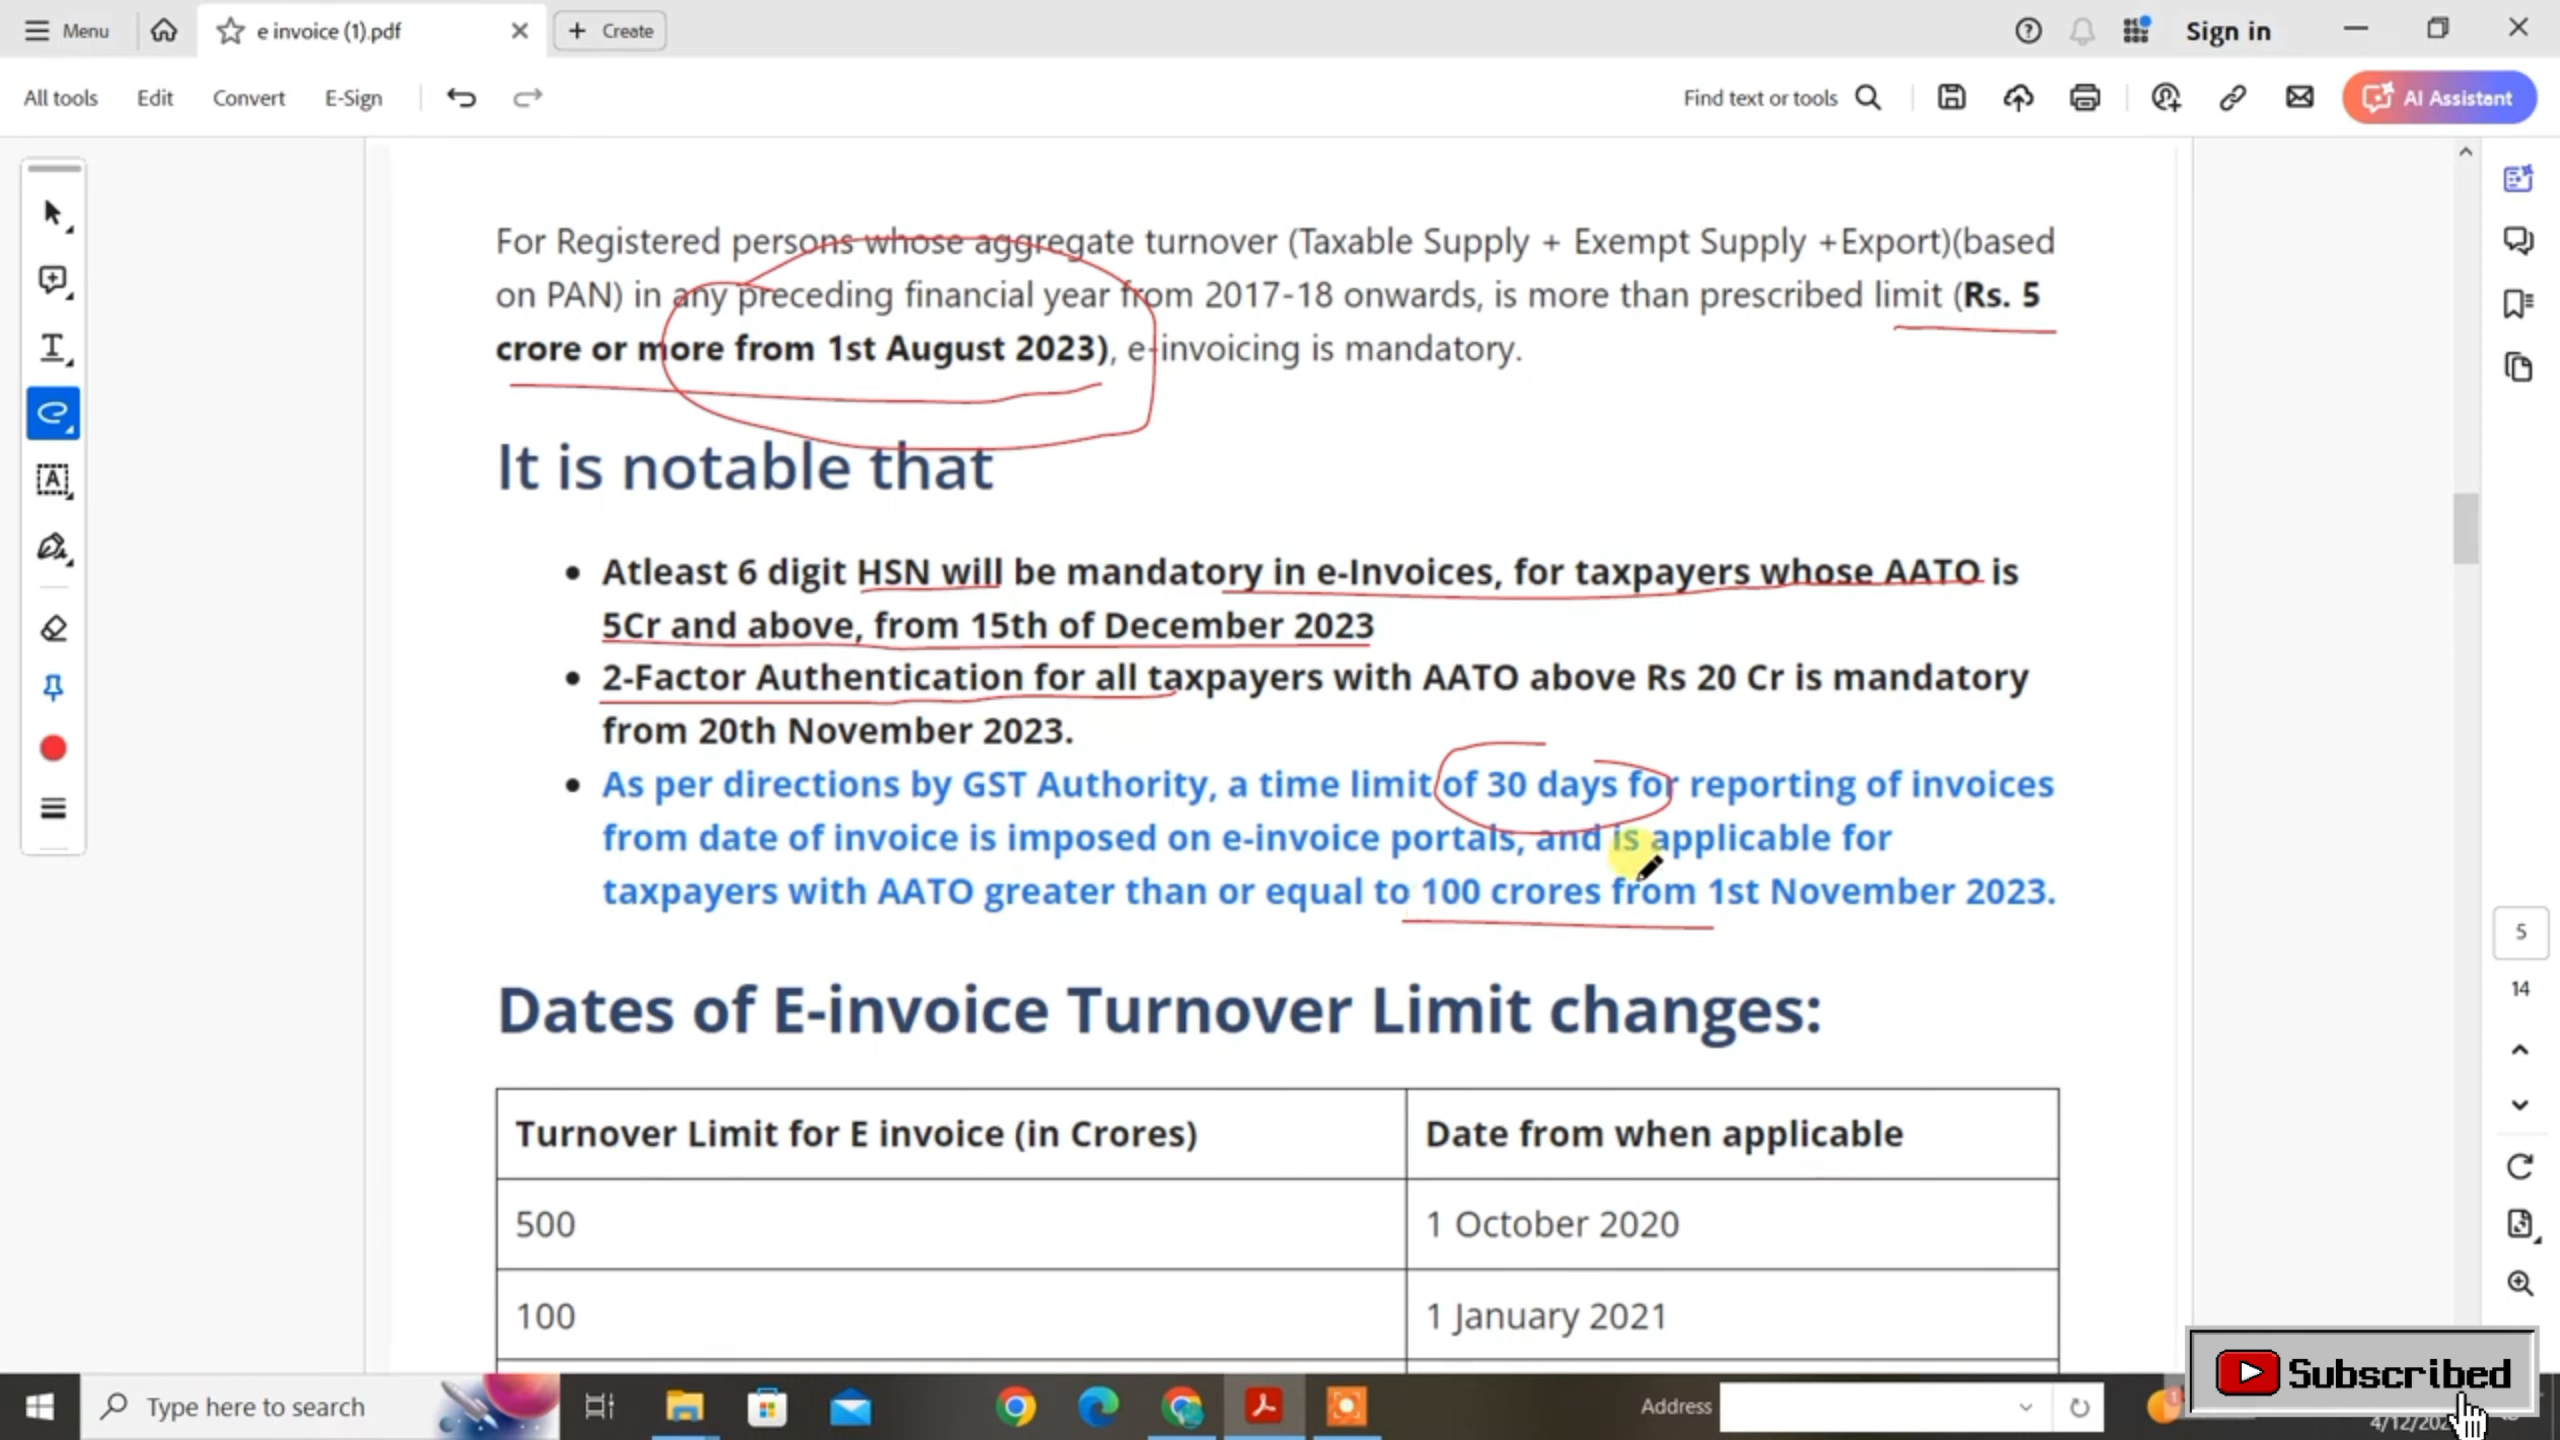 Menu
e invoice (1).pdf
Create
Sign in
All tools
Edit
Convert
E-Sign
Find text or tools
AI Assistant
For Registered persons whose aggregate turnover (Taxable Supply + Exempt Supply +Export)(based
on PAN) in any preceding financial year from 2017-18 onwards, is more than prescribed limit (Rs. 5
crore or more from 1st August 2023), e-invoicing is mandatory.
It is notable that
Atleast 6 digit HSN will be mandatory in e-Invoices, for taxpayers whose AATO is
5Cr and above, from 15th of December 2023
2-Factor Authentication for all taxpayers with AATO above Rs 20 Cr is mandatory
from 20th November 2023.
As per directions by GST Authority, a time limit of 30 days for reporting of invoices
from date of invoice is imposed on e-invoice portals, and is applicable for
taxpayers with AATO greater than or equal to 100 crores from 1st November 2023.
Dates of E-invoice Turnover Limit changes:
Turnover Limit for E invoice (in Crores)
Date from when applicable
500
1 October 2020
100
1 January 2021
5
14
Type here to search
Address
Subscribed